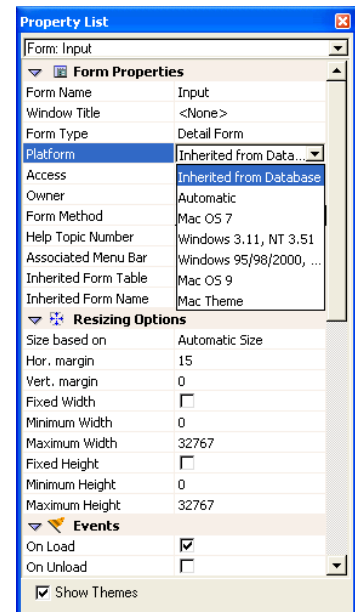 Property List
Form: Input
Form Properties
Form Name Input
Window Title <None>
Form Type Detail Form
Platform Inherited from Data...
Access Inherited from Database
Owner Automatic
Form Method Mac OS 7
Help Topic Number Windows 3.11, NT 3.51
Associated Menu Bar Windows 95/98/2000, ...
Inherited Form Table Mac OS 9
Inherited Form Name Mac Theme
Resizing Options
Size based on Automatic Size
Hor. margin 15
Vert. margin 0
Fixed Width
Minimum Width 0
Maximum Width 32767
Fixed Height
Minimum Height 0
Maximum Height 32767
Events
On Load
On Unload
Show Themes